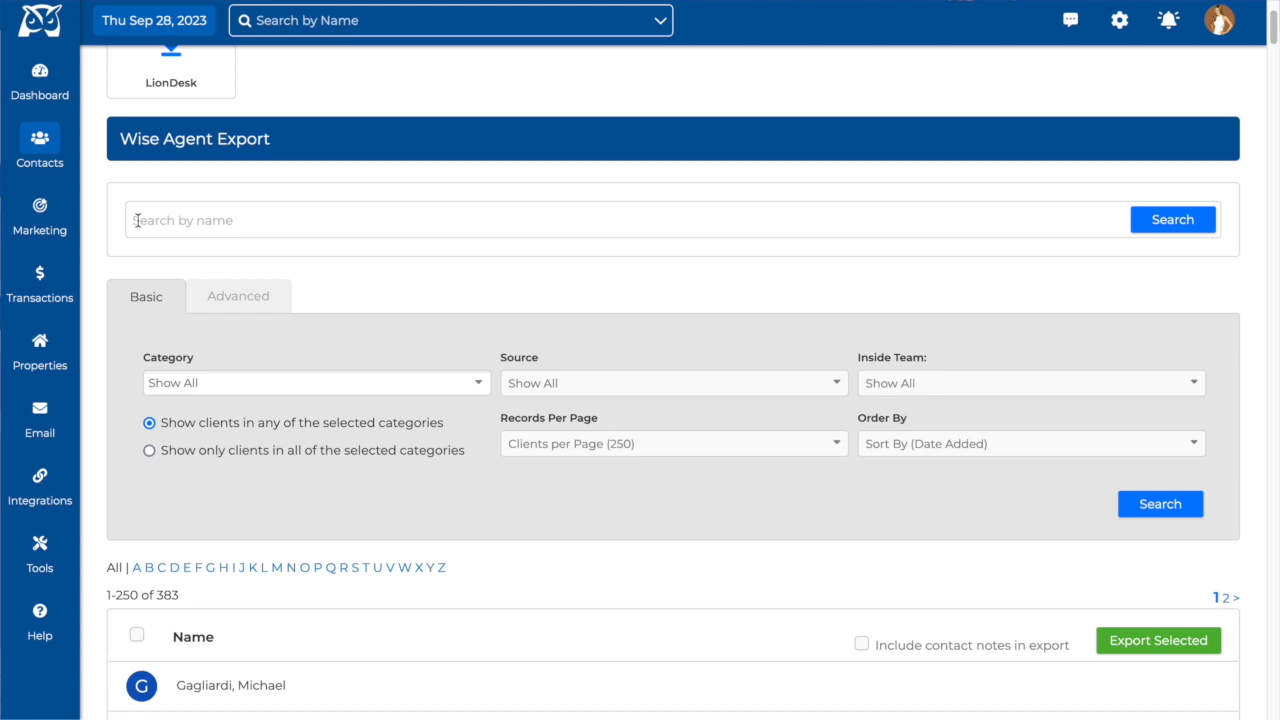 Thu Sep 28, 2023
Search by Name
Dashboard
Contacts
Marketing
Transactions
Properties
Email
Integrations
Tools
Help
LionDesk
Wise Agent Export
Search by name
Search
Basic
Advanced
Category
Source
Inside Team:
Show All
Show All
Show All
Show clients in any of the selected categories
Show only clients in all of the selected categories
Records Per Page
Order By
Clients per Page (250)
Sort By (Date Added)
Search
All | A B C D E F G H I J K L M N O P Q R S T U V W X Y Z
1-250 of 383
1 2 >
Name
Include contact notes in export
Export Selected
G
Gagliardi, Michael